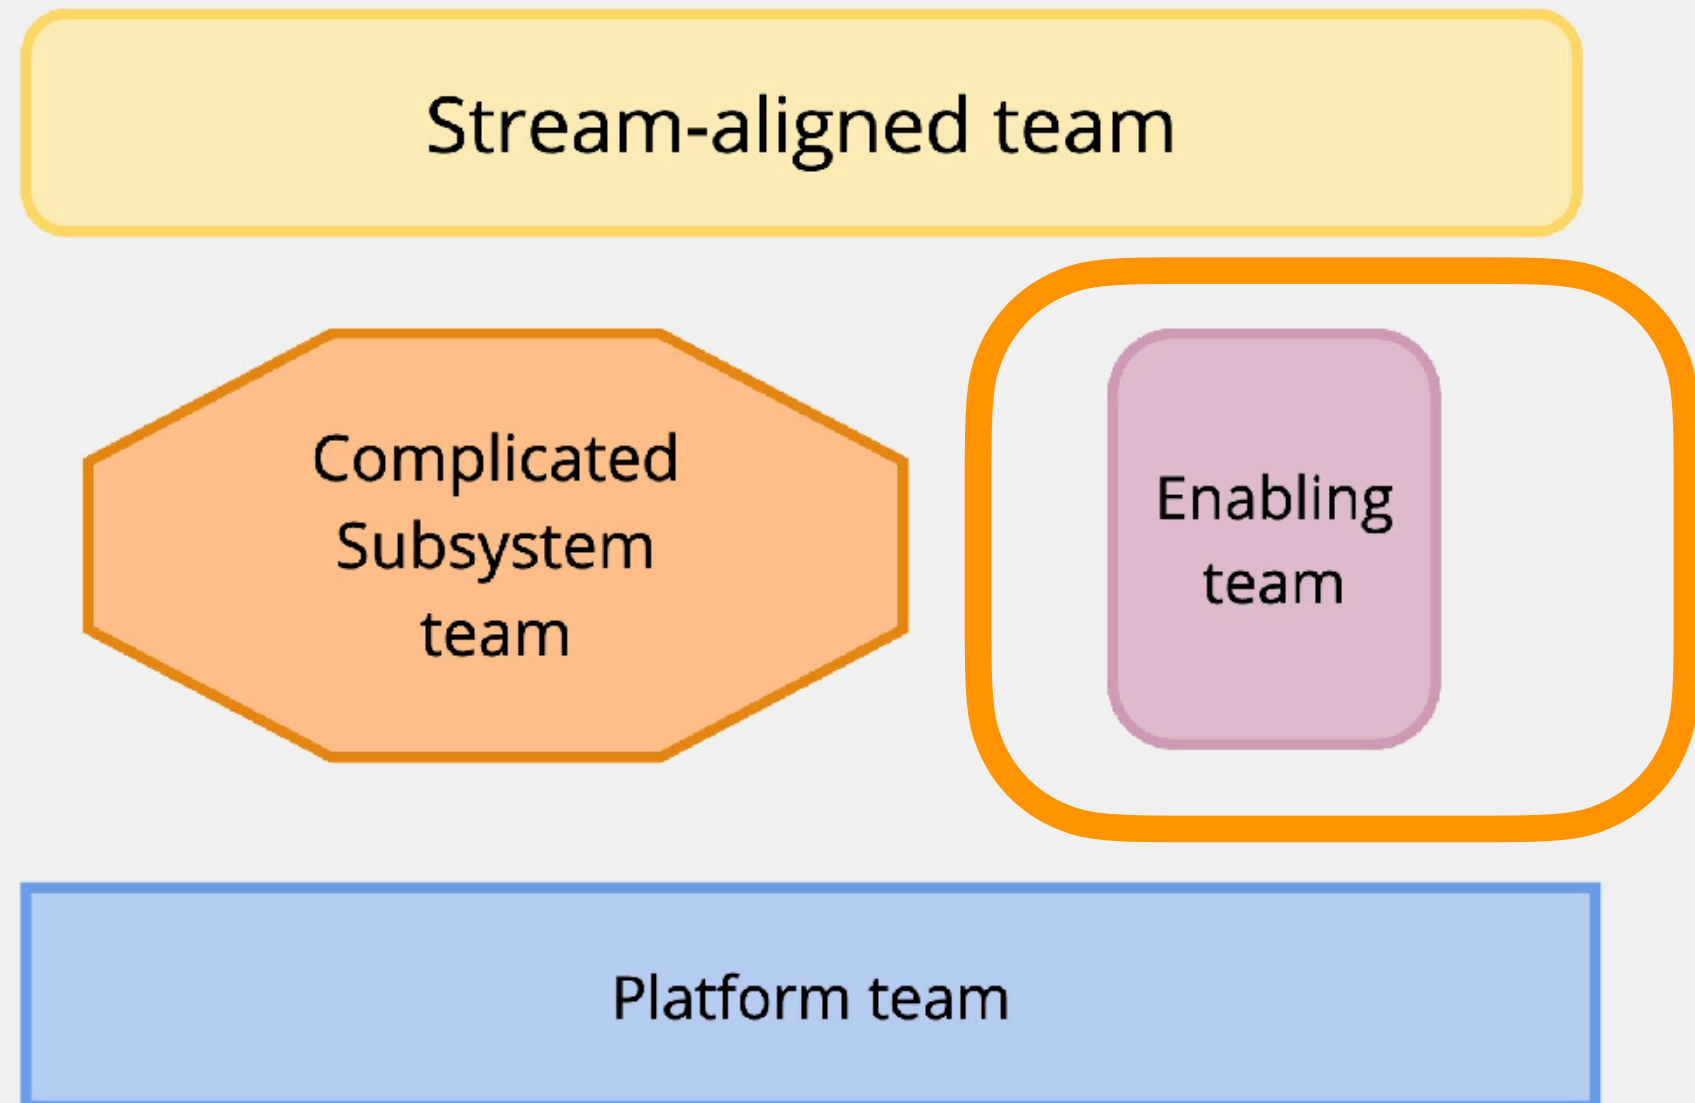 Stream-aligned team
Complicated
Subsystem
team
Enabling
team
Platform team